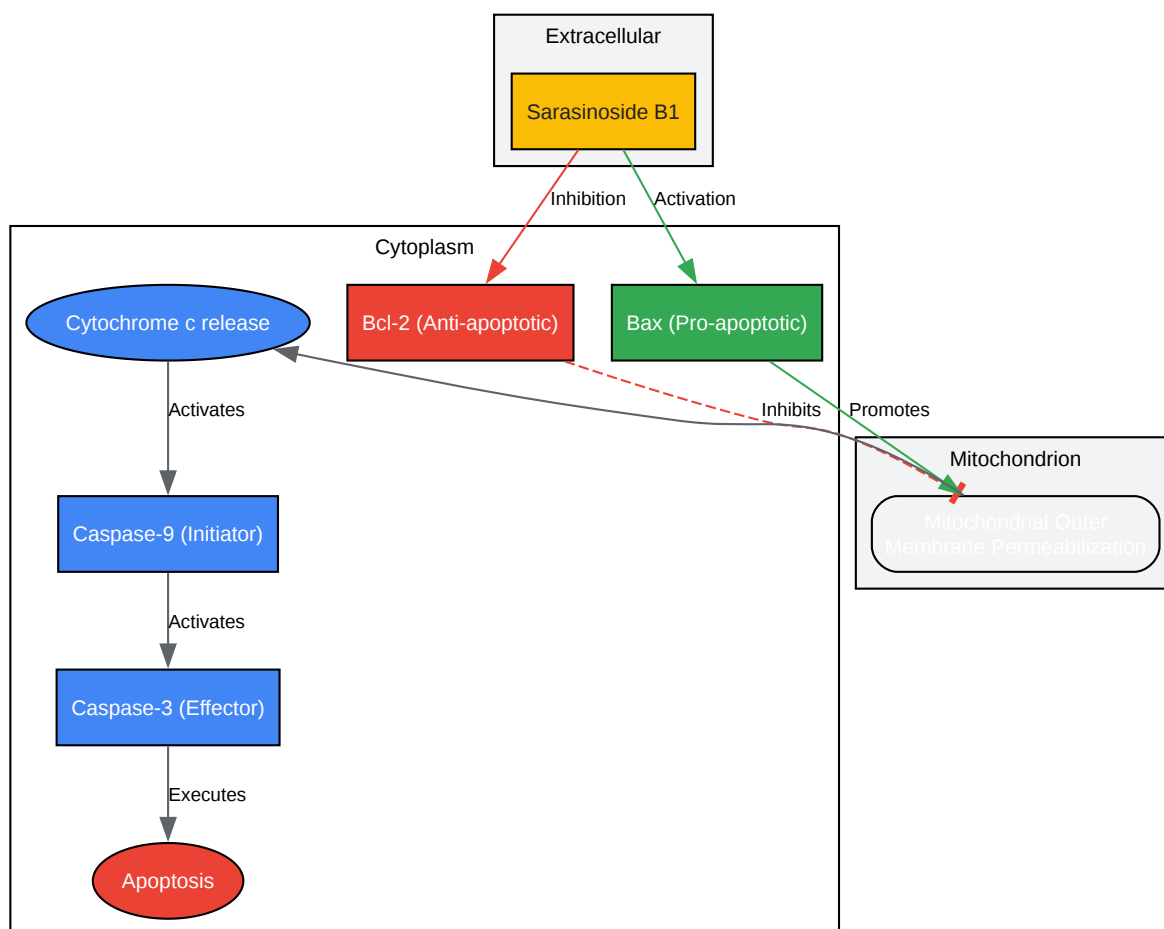 Extracellular
Sarasinoside B1
Inhibition
Activation
Cytoplasm
Cytochrome c release
Bcl-2 (Anti-apoptotic)
Bax (Pro-apoptotic)
Activates
Inhibits
Promotes
Mitochondrion
Mitochondrial Outer
Membrane Permeabilization
Caspase-9 (Initiator)
Activates
Caspase-3 (Effector)
Executes
Apoptosis